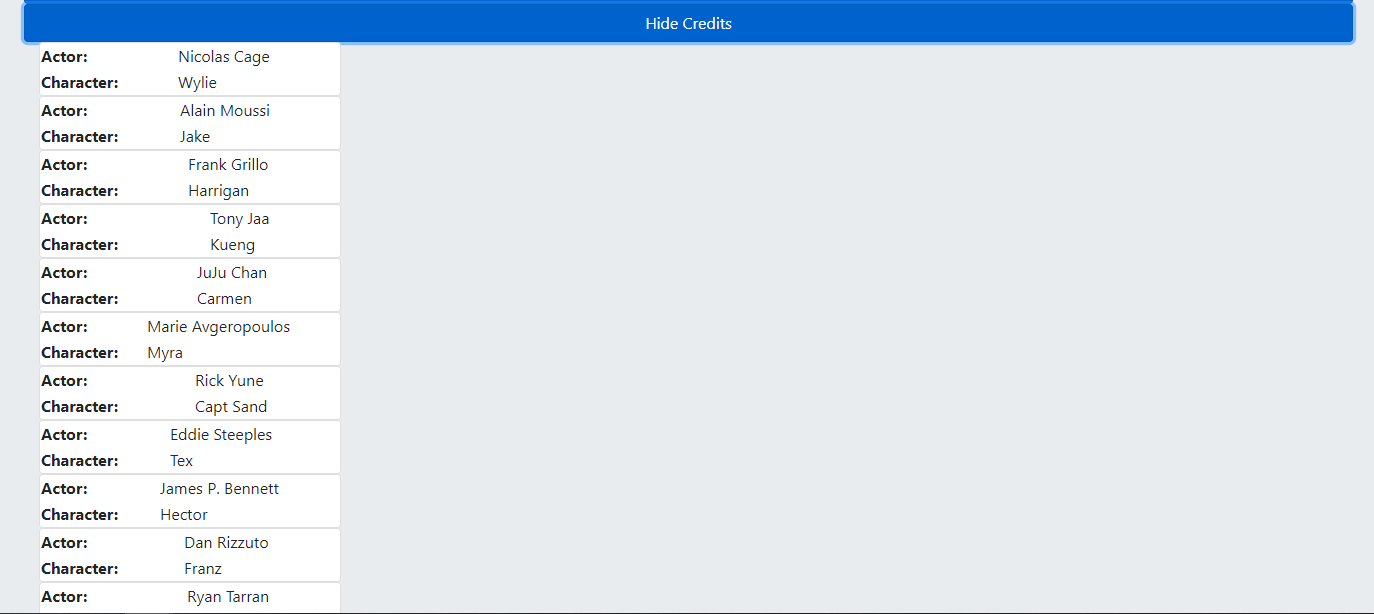 Hide Credits
Actor: Nicolas Cage
Character: Wylie
Actor: Alain Moussi
Character: Jake
Actor: Frank Grillo
Character: Harrigan
Actor: Tony Jaa
Character: Kueng
Actor: JuJu Chan
Character: Carmen
Actor: Marie Avgeropoulos
Character: Myra
Actor: Rick Yune
Character: Capt Sand
Actor: Eddie Steeples
Character: Tex
Actor: James P. Bennett
Character: Hector
Actor: Dan Rizzuto
Character: Franz
Actor: Ryan Tarran